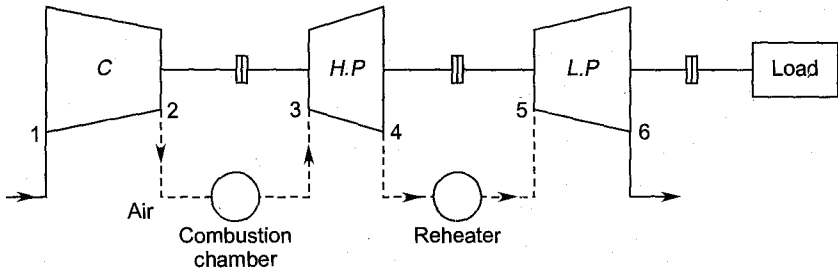 C
H.P
L.P
Load
1
2
3
4
5
6
Air
Combustion
chamber
Reheater